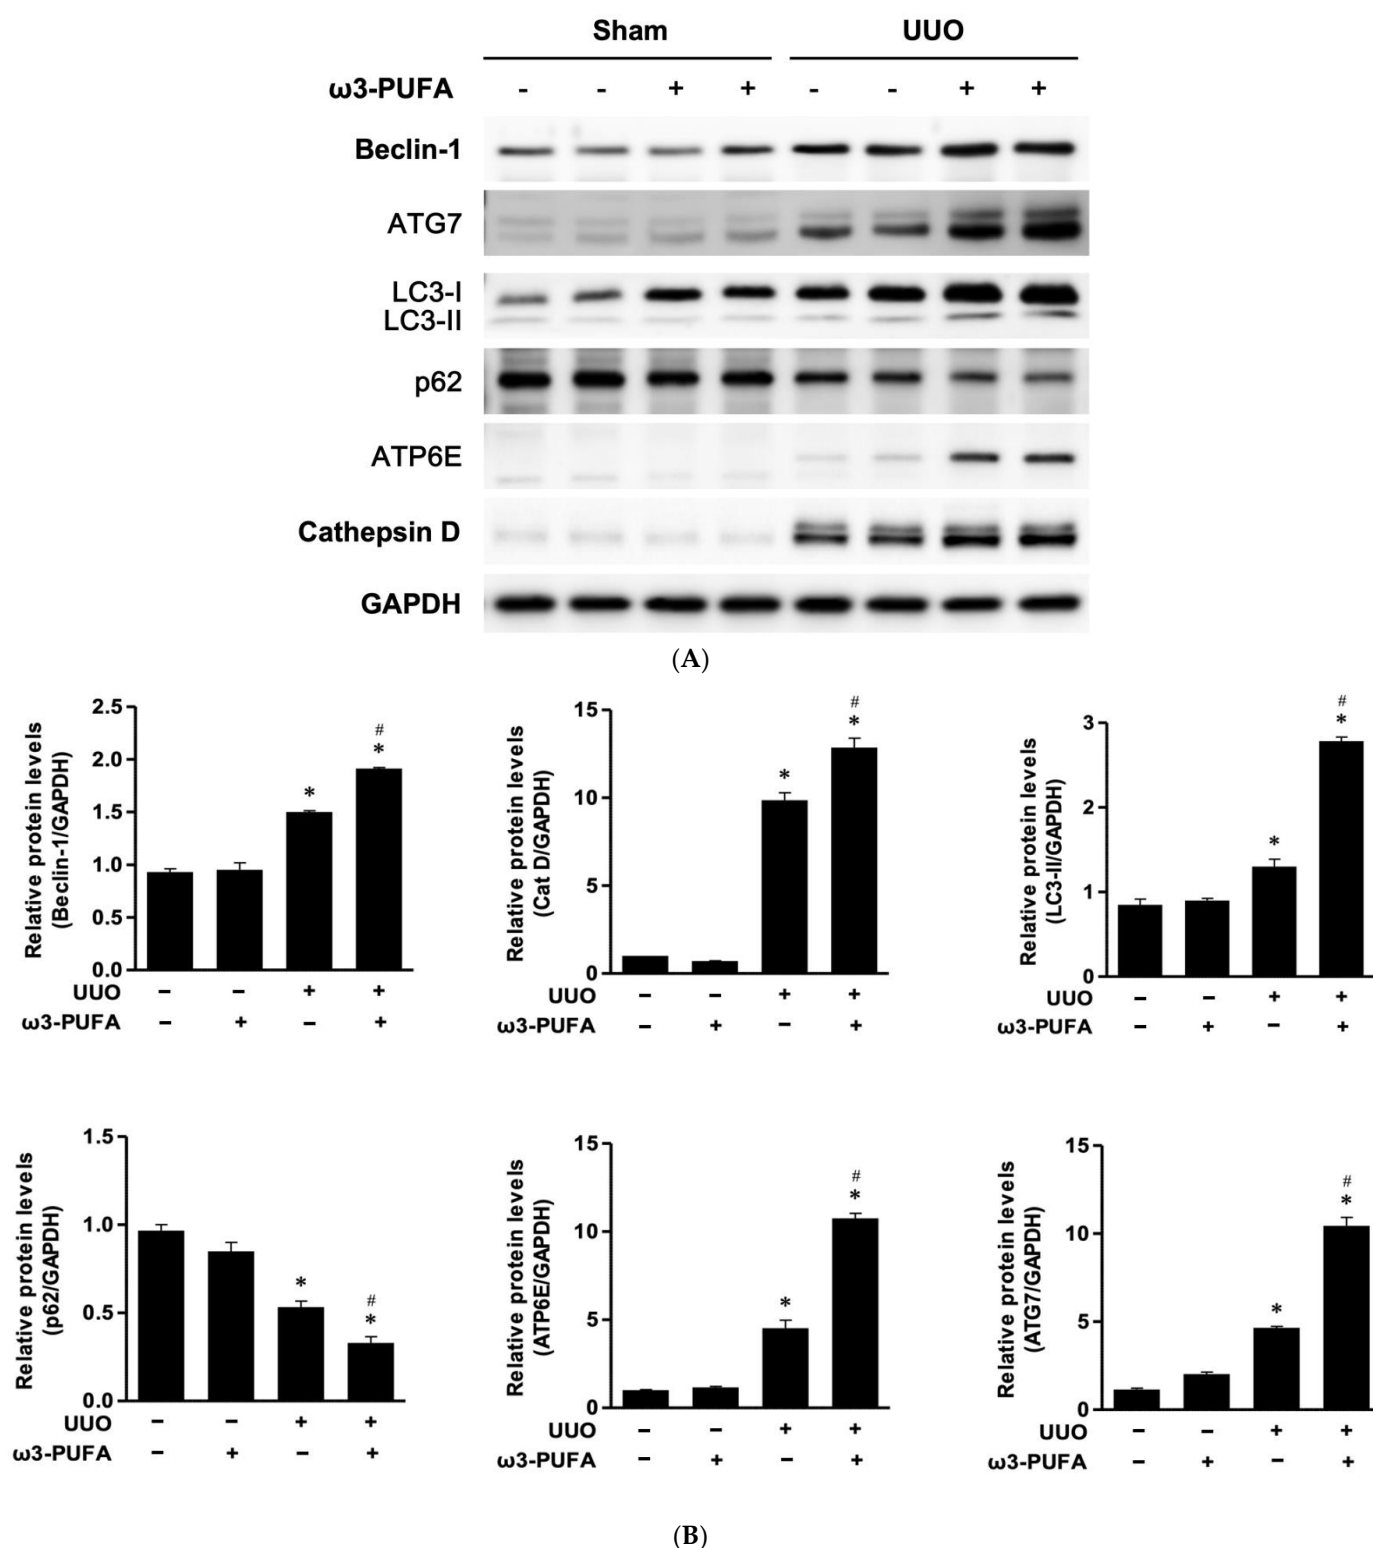 Sham UUO
ω3-PUFA - - + + - - + +
Beclin-1
ATG7
LC3-I
LC3-II
p62
ATP6E
Cathepsin D
GAPDH
(A)
Relative protein levels
(Beclin-1/GAPDH)
2.5
2.0
1.5
1.0
0.5
0.0
*
#
*
UUO − − + +
ω3-PUFA − + − +
Relative protein levels
(Cat D/GAPDH)
15
10
5
0
*
#
*
UUO − − + +
ω3-PUFA − + − +
Relative protein levels
(LC3-II/GAPDH)
3
2
1
0
*
#
*
UUO − − + +
ω3-PUFA − + − +
Relative protein levels
(p62/GAPDH)
1.5
1.0
0.5
0.0
*
#
*
UUO − − + +
ω3-PUFA − + − +
Relative protein levels
(ATP6E/GAPDH)
15
10
5
0
*
#
*
UUO − − + +
ω3-PUFA − + − +
Relative protein levels
(ATG7/GAPDH)
15
10
5
0
*
#
*
UUO − − + +
ω3-PUFA − + − +
(B)